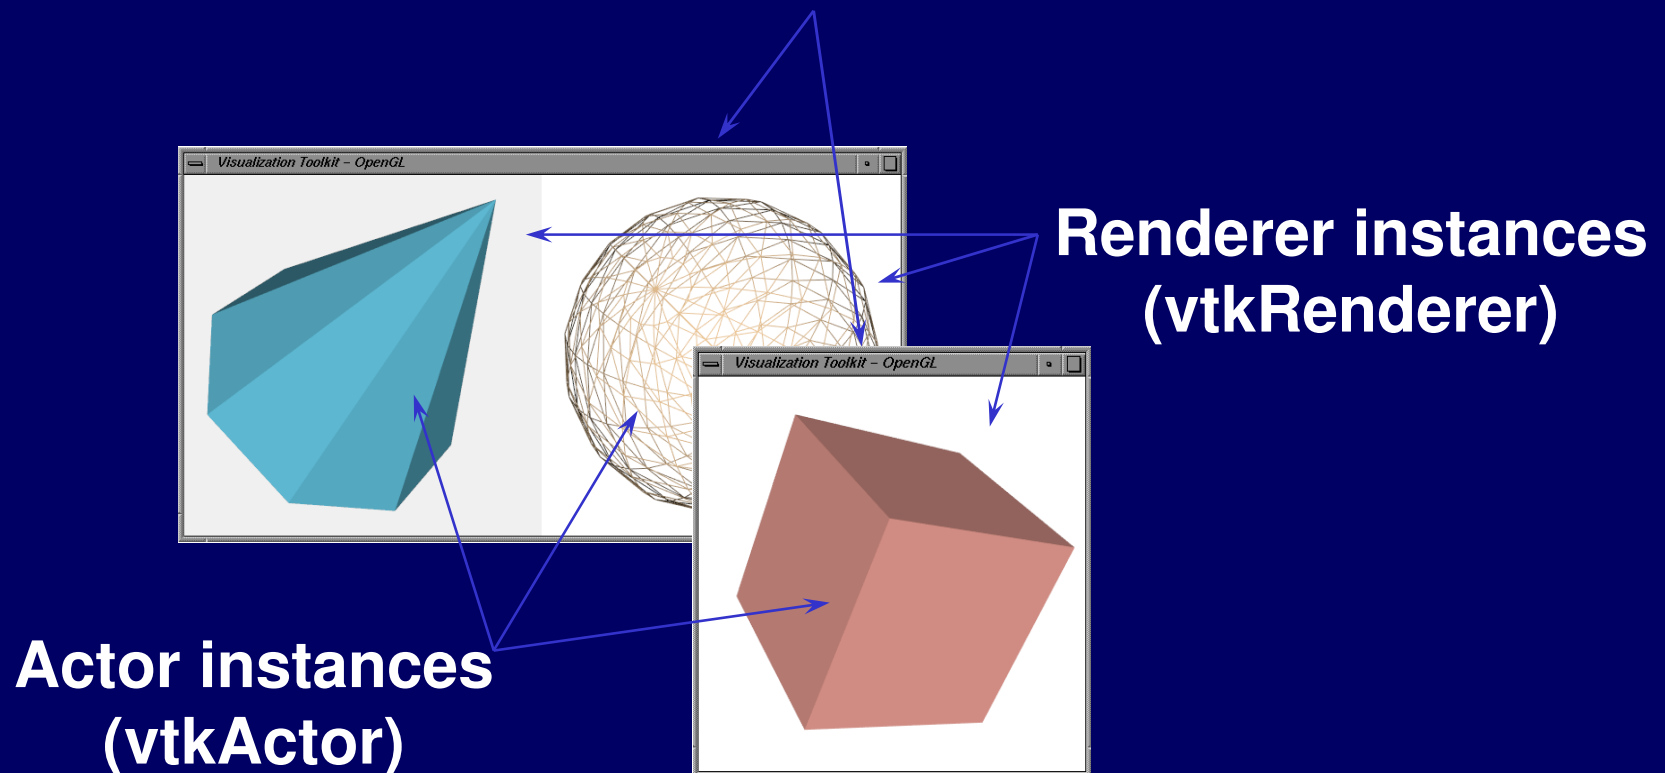 Visualization Toolkit – OpenGL
Renderer instances
(vtkRenderer)
Visualization Toolkit – OpenGL
Actor instances
(vtkActor)